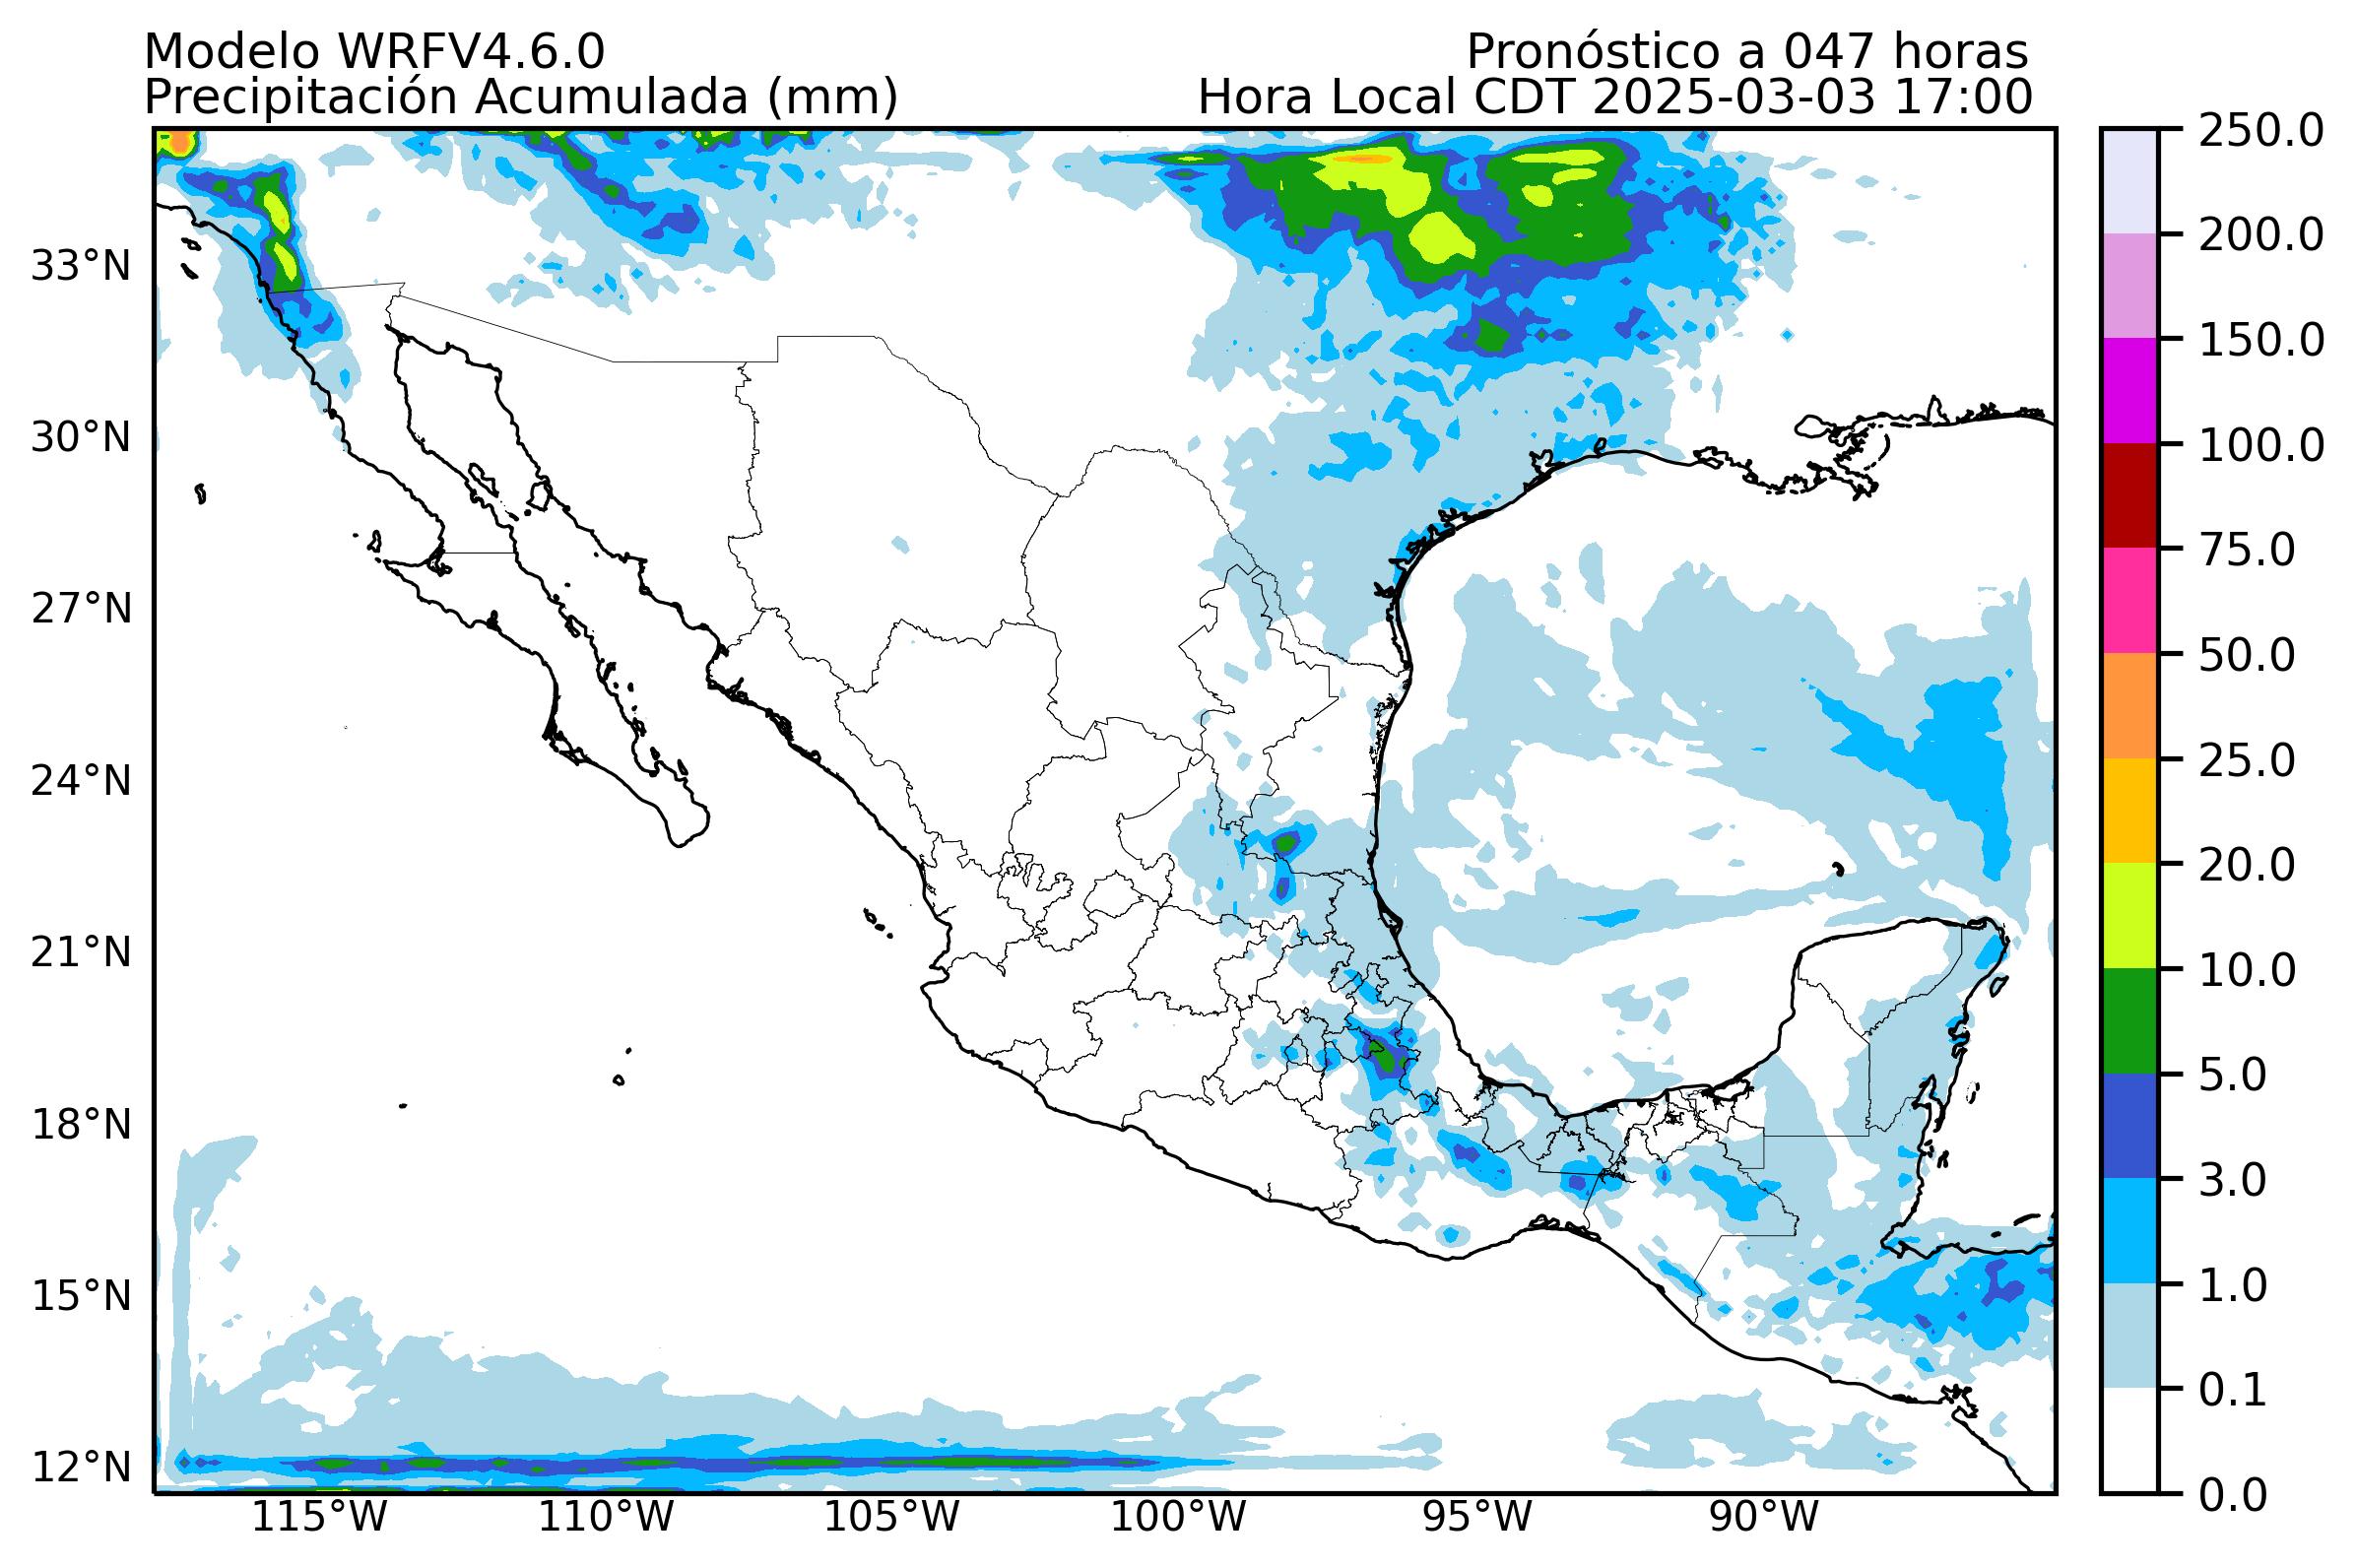 Modelo WRFV4.6.0
Pronóstico a 047 horas
Precipitación Acumulada (mm)
Hora Local CDT 2025-03-03 17:00
33°N
30°N
27°N
24°N
21°N
18°N
15°N
12°N
115°W
110°W
105°W
100°W
95°W
90°W
250.0
200.0
150.0
100.0
75.0
50.0
25.0
20.0
10.0
5.0
3.0
1.0
0.1
0.0